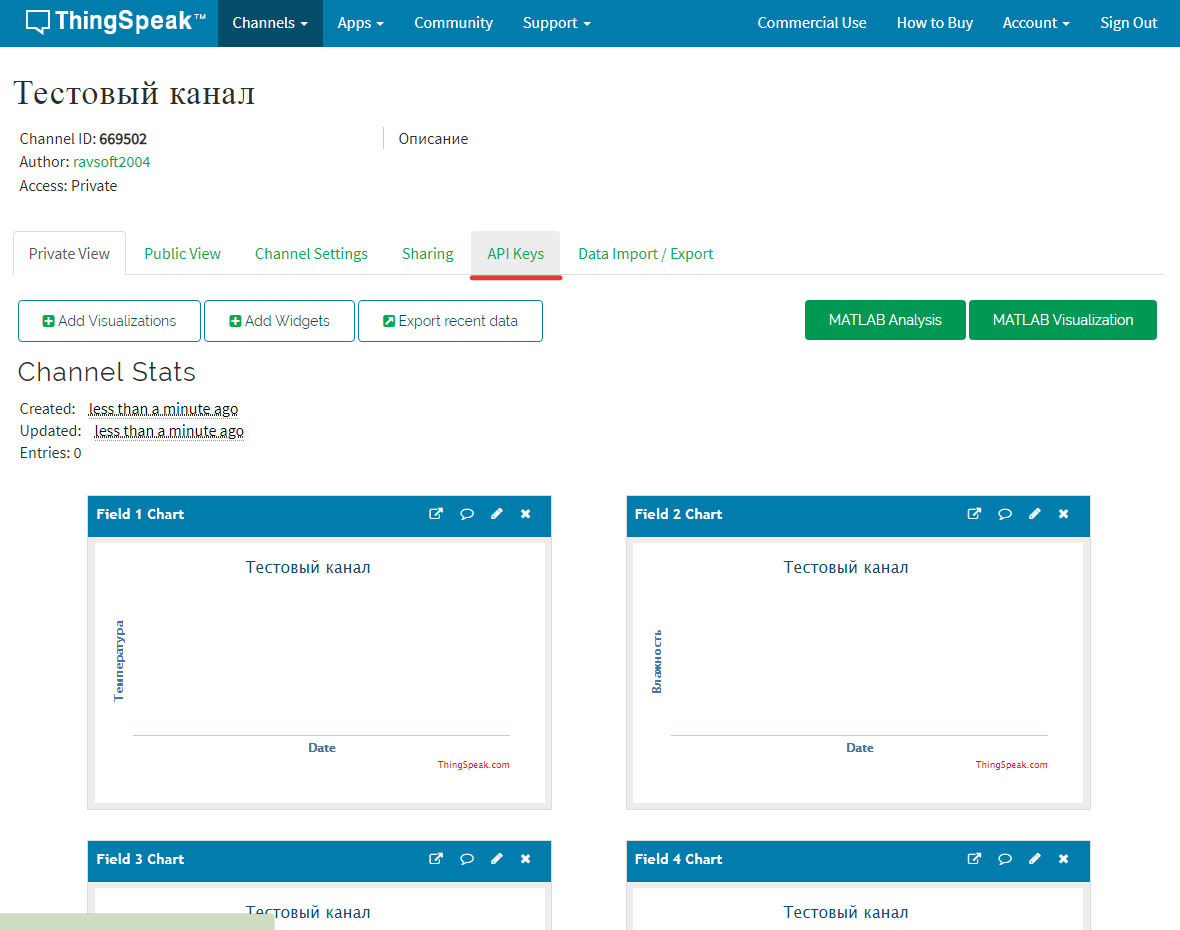 ThingSpeak™ Channels Apps Community Support Commercial Use How to Buy Account Sign Out
Тестовый канал
Channel ID: 669502
Author: ravsoft2004
Access: Private
Описание
Private View Public View Channel Settings Sharing API Keys Data Import / Export
Add Visualizations Add Widgets Export recent data MATLAB Analysis MATLAB Visualization
Channel Stats
Created: less than a minute ago
Updated: less than a minute ago
Entries: 0
Field 1 Chart
Тестовый канал
Температура
Date
ThingSpeak.com
Field 2 Chart
Тестовый канал
Влажность
Date
ThingSpeak.com
Field 3 Chart
Тестовый канал
Field 4 Chart
Тестовый канал